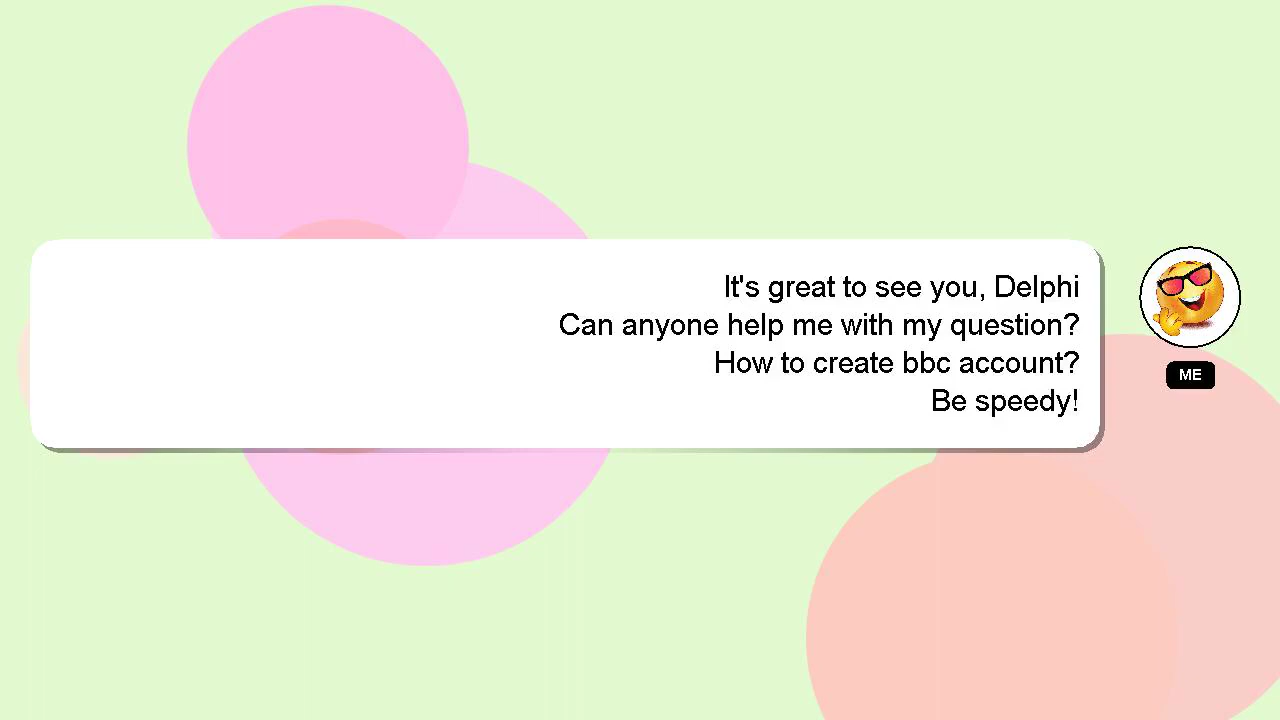 It's great to see you, Delphi
Can anyone help me with my question?
How to create bbc account?
Be speedy!
ME